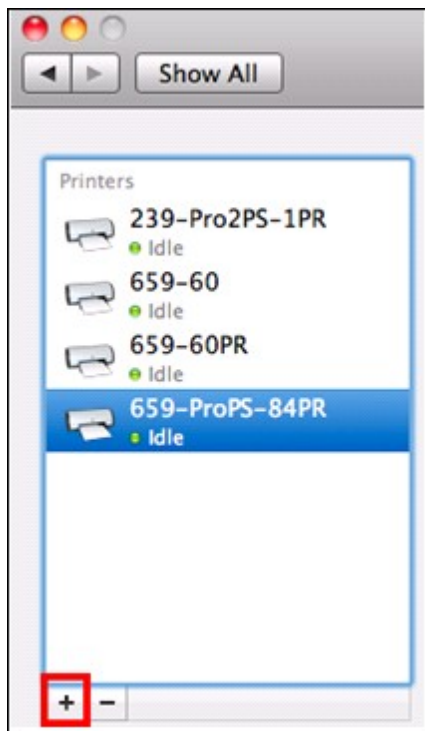 Show All
Printers
239-Pro2PS-1PR
Idle
659-60
Idle
659-60PR
Idle
659-ProPS-84PR
Idle
+ −